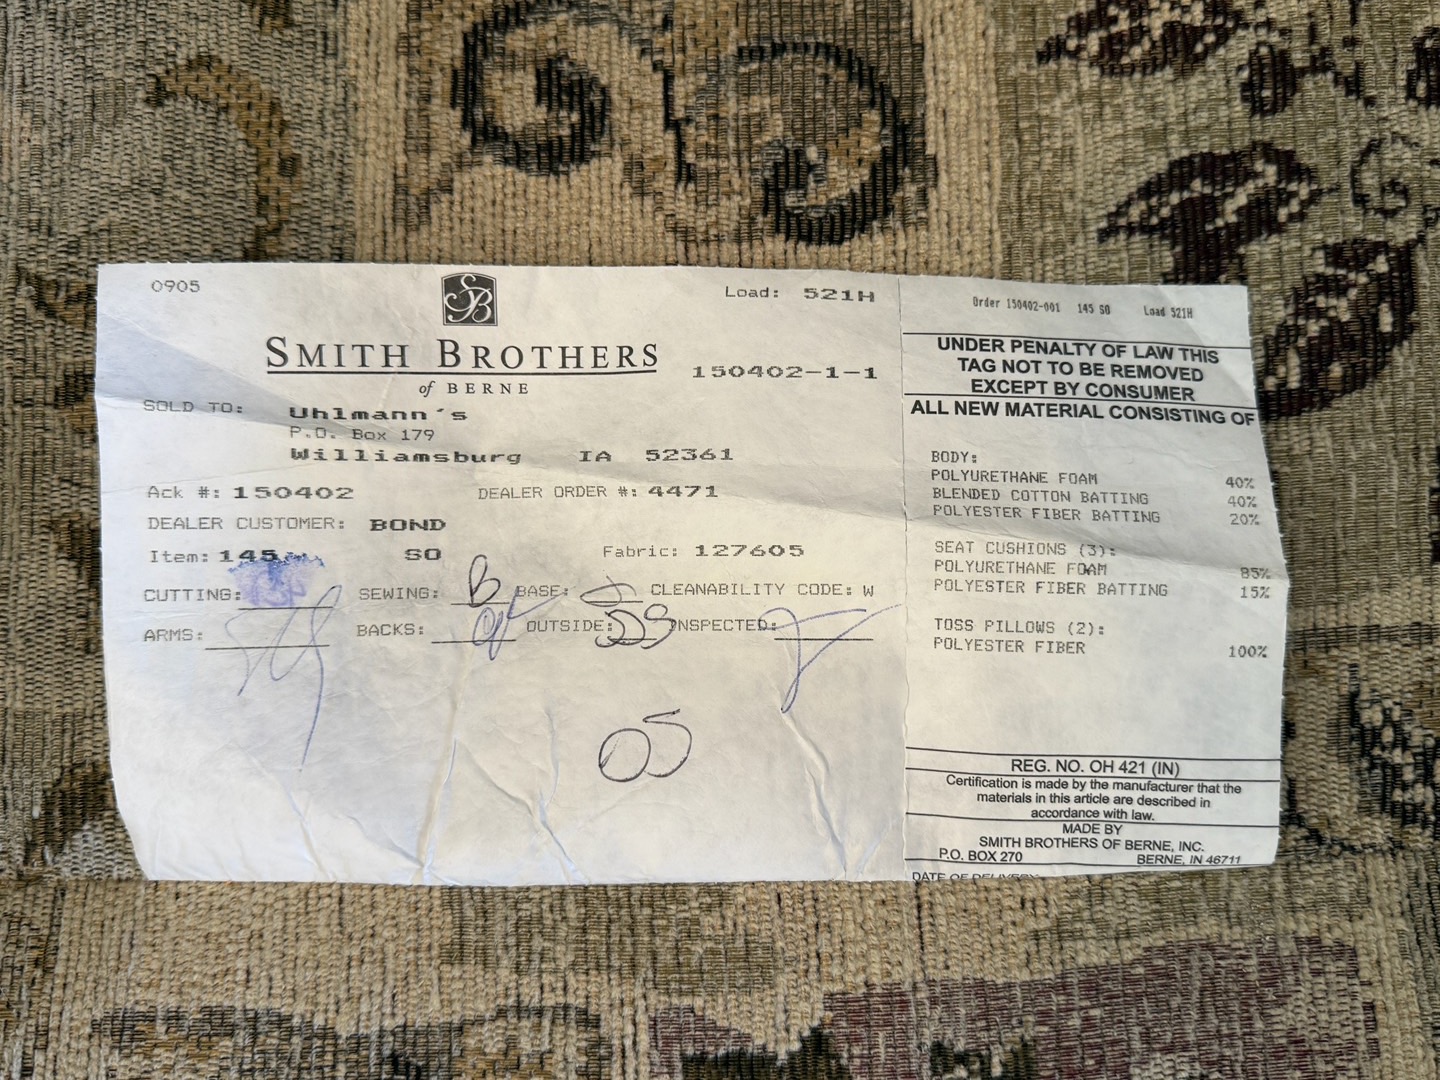 0905
SB
Load: 521H
SMITH BROTHERS
of BERNE
150402-1-1
SOLD TO: Uhlmann's
P.O. Box 179
Williamsburg IA 52361
Ack #: 150402 DEALER ORDER #: 4471
DEALER CUSTOMER: BOND
Item: 145 SO Fabric: 127605
CUTTING: SEWING: B BASE: CLEANABILITY CODE: W
ARMS: BACKS: OUTSIDE: INSPECTED:
05
Order 150402-001 145 SO Load 521H
UNDER PENALTY OF LAW THIS
TAG NOT TO BE REMOVED
EXCEPT BY CONSUMER
ALL NEW MATERIAL CONSISTING OF
BODY:
POLYURETHANE FOAM 40%
BLENDED COTTON BATTING 40%
POLYESTER FIBER BATTING 20%
SEAT CUSHIONS (3):
POLYURETHANE FOAM 85%
POLYESTER FIBER BATTING 15%
TOSS PILLOWS (2):
POLYESTER FIBER 100%
REG. NO. OH 421 (IN)
Certification is made by the manufacturer that the
materials in this article are described in
accordance with law.
MADE BY
SMITH BROTHERS OF BERNE, INC.
P.O. BOX 270 BERNE, IN 46711
DATE OF DELIVERY